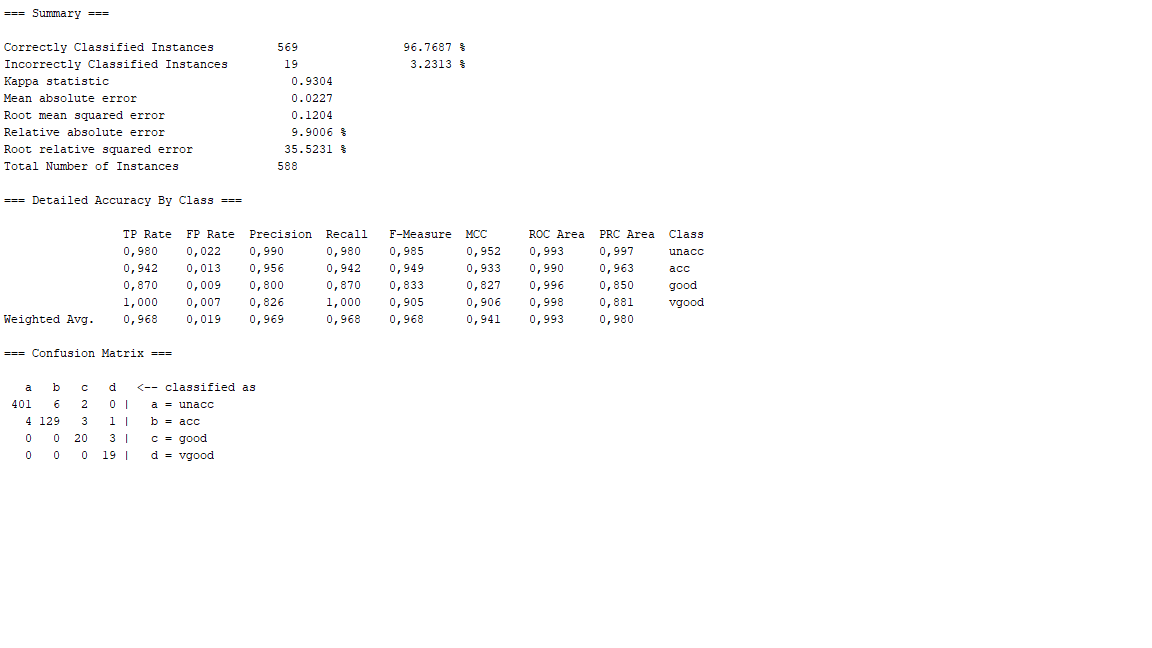 === Summary ===
Correctly Classified Instances 569 96.7687 %
Incorrectly Classified Instances 19 3.2313 %
Kappa statistic 0.9304
Mean absolute error 0.0227
Root mean squared error 0.1204
Relative absolute error 9.9006 %
Root relative squared error 35.5231 %
Total Number of Instances 588
=== Detailed Accuracy By Class ===
TP Rate FP Rate Precision Recall F-Measure MCC ROC Area PRC Area Class
0,980 0,022 0,990 0,980 0,985 0,952 0,993 0,997 unacc
0,942 0,013 0,956 0,942 0,949 0,933 0,990 0,963 acc
0,870 0,009 0,800 0,870 0,833 0,827 0,996 0,850 good
1,000 0,007 0,826 1,000 0,905 0,906 0,998 0,881 vgood
Weighted Avg. 0,968 0,019 0,969 0,968 0,968 0,941 0,993 0,980
=== Confusion Matrix ===
a b c d <-- classified as
401 6 2 0 | a = unacc
4 129 3 1 | b = acc
0 0 20 3 | c = good
0 0 0 19 | d = vgood